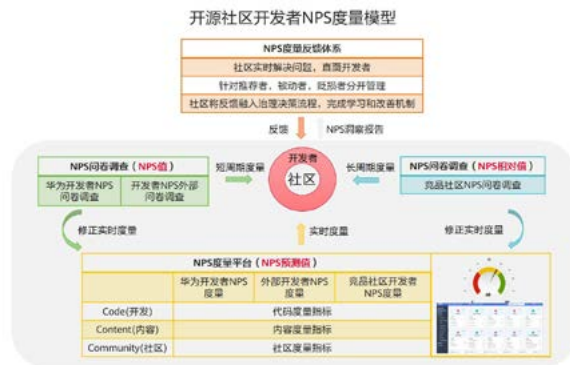 开源社区开发者NPS度量模型
NPS度量反馈体系
社区实时解决问题，直面开发者
针对推荐者，被动者，贬损者分开管理
社区将反馈融入治理决策流程，完成学习和改善机制
反馈
NPS洞察报告
NPS问卷调查（NPS值）
华为开发者NPS
问卷调查
开发者NPS外部
问卷调查
短周期度量
开发者
社区
长周期度量
NPS问卷调查（NPS相对值）
竞品社区NPS问卷调查
修正实时度量
实时度量
修正实时度量
NPS度量平台（NPS预测值）
华为开发者NPS
度量
外部开发者NPS
度量
竞品社区开发者
NPS度量
Code(开发)
代码度量指标
Content(内容)
内容度量指标
Community(社区)
社区度量指标